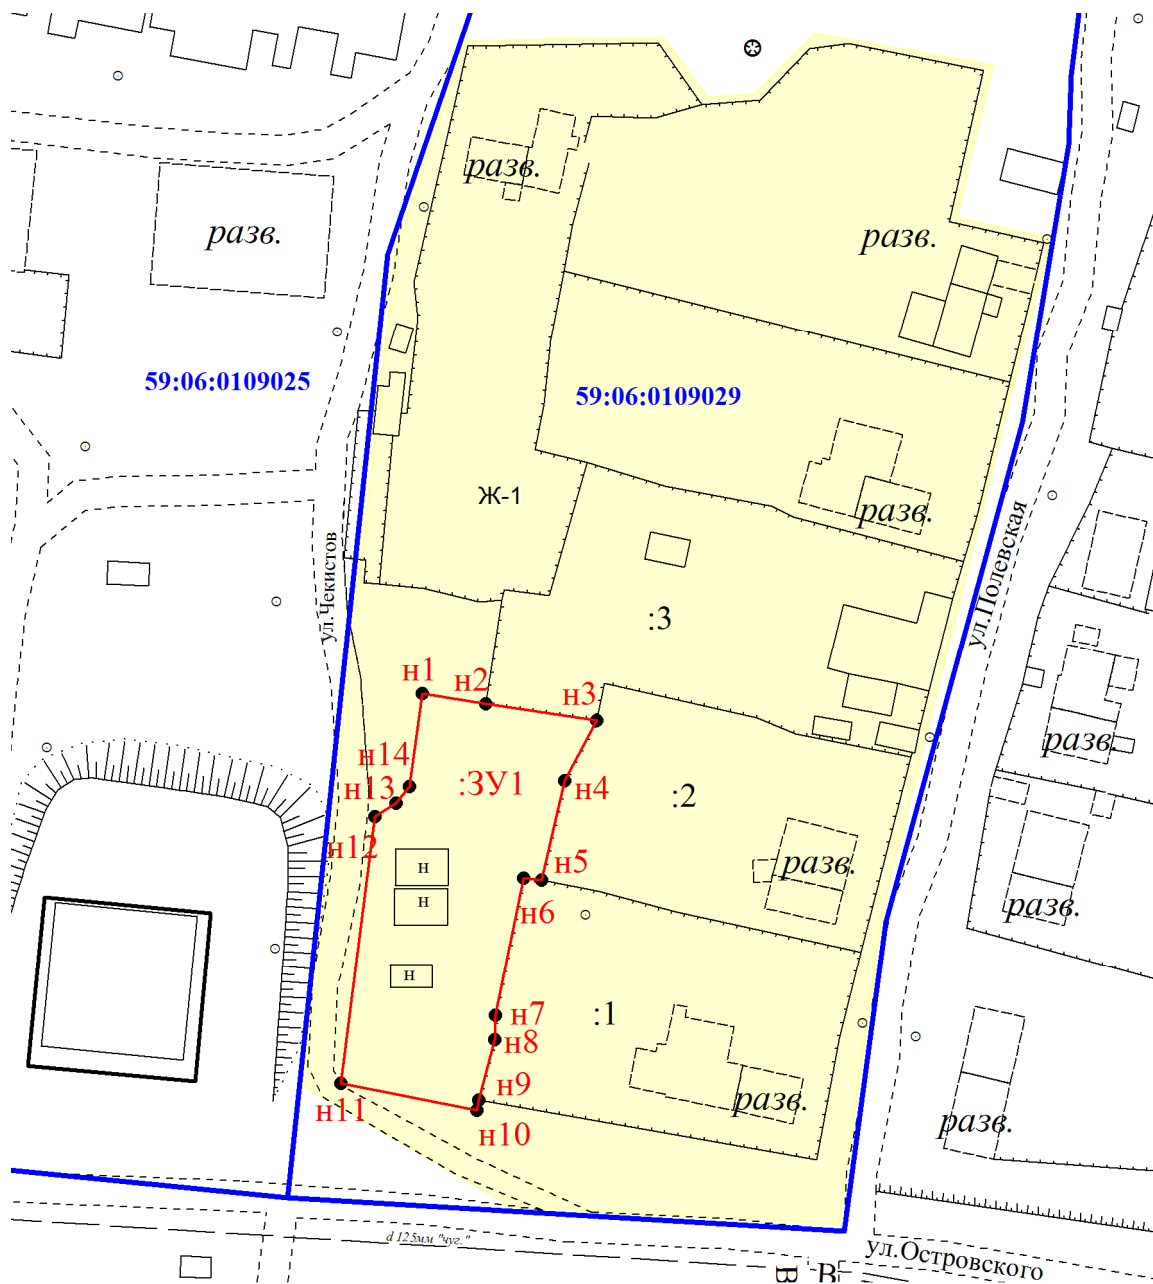 разв.
разв.
разв.
59:06:0109025
59:06:0109029
Ж-1
разв.
ул.Чекистов
ул.Полевская
:3
н1
н2
н3
разв.
н14
:ЗУ1
н4
н13
:2
н12
н
н5
разв.
н
н6
разв.
н
н7
:1
н8
н9
разв.
н11
н10
разв.
d 125мм "чуг."
ул.Островского
В
В